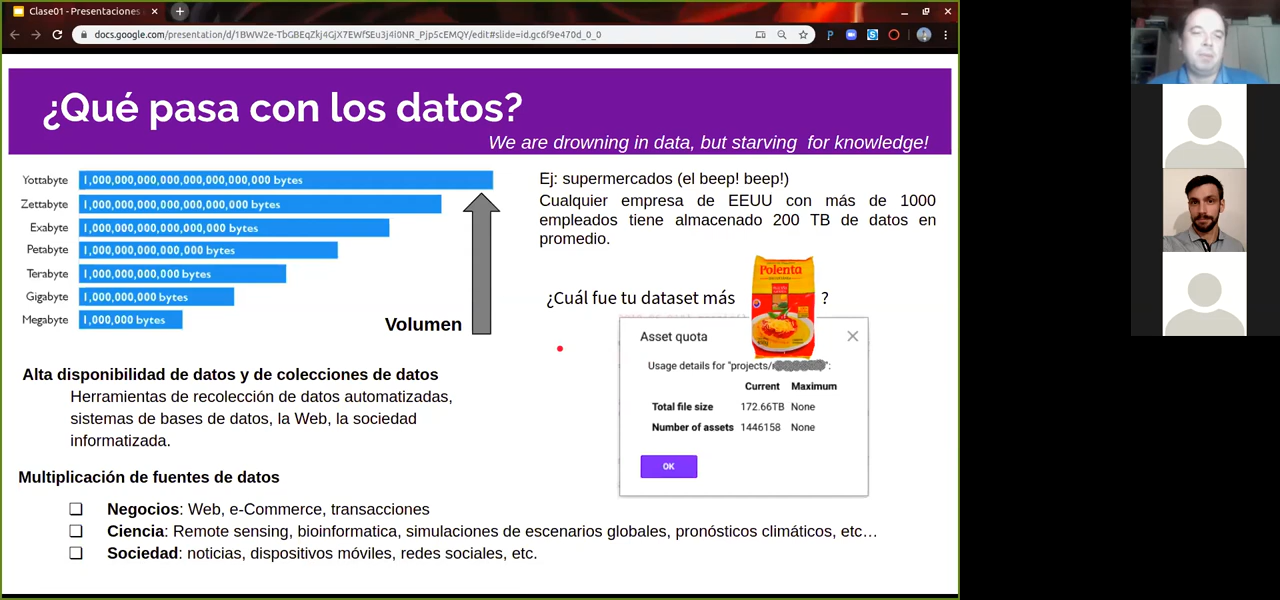 Clase01 - Presentaciones
docs.google.com/presentation/d/1BWW2e-TbGBEqZkj4GjX7EWfSEu3j4i0NR_PjpScEMQY/edit#slide=id.gc6f9e470d_0_0
¿Qué pasa con los datos?
We are drowning in data, but starving for knowledge!
Yottabyte 1,000,000,000,000,000,000,000,000 bytes
Zettabyte 1,000,000,000,000,000,000,000 bytes
Exabyte 1,000,000,000,000,000,000 bytes
Petabyte 1,000,000,000,000,000 bytes
Terabyte 1,000,000,000,000 bytes
Gigabyte 1,000,000,000 bytes
Megabyte 1,000,000 bytes
Volumen
Ej: supermercados (el beep! beep!)
Cualquier empresa de EEUU con más de 1000
empleados tiene almacenado 200 TB de datos en
promedio.
¿Cuál fue tu dataset más ?
Polenta
Asset quota
Usage details for "projects/ ":
Current Maximum
Total file size 172.66TB None
Number of assets 1446158 None
OK
Alta disponibilidad de datos y de colecciones de datos
Herramientas de recolección de datos automatizadas,
sistemas de bases de datos, la Web, la sociedad
informatizada.
Multiplicación de fuentes de datos
Negocios: Web, e-Commerce, transacciones
Ciencia: Remote sensing, bioinformatica, simulaciones de escenarios globales, pronósticos climáticos, etc…
Sociedad: noticias, dispositivos móviles, redes sociales, etc.